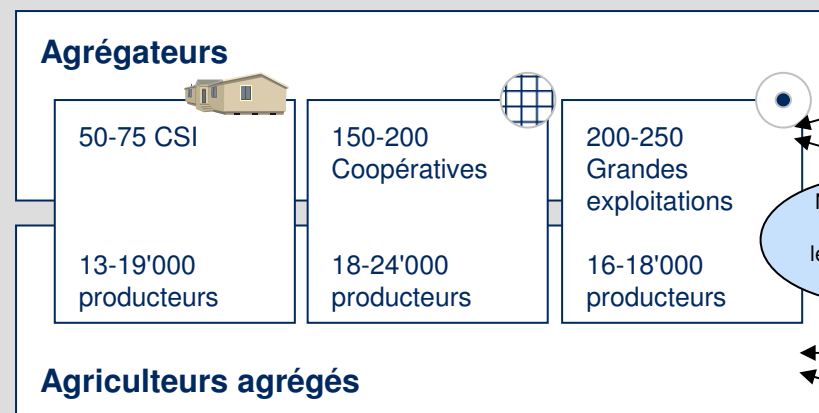 Agrégateurs
50-75 CSI
13-19'000
producteurs
150-200
Coopératives
18-24'000
producteurs
200-250
Grandes
exploitations
16-18'000
producteurs
Agriculteurs agrégés